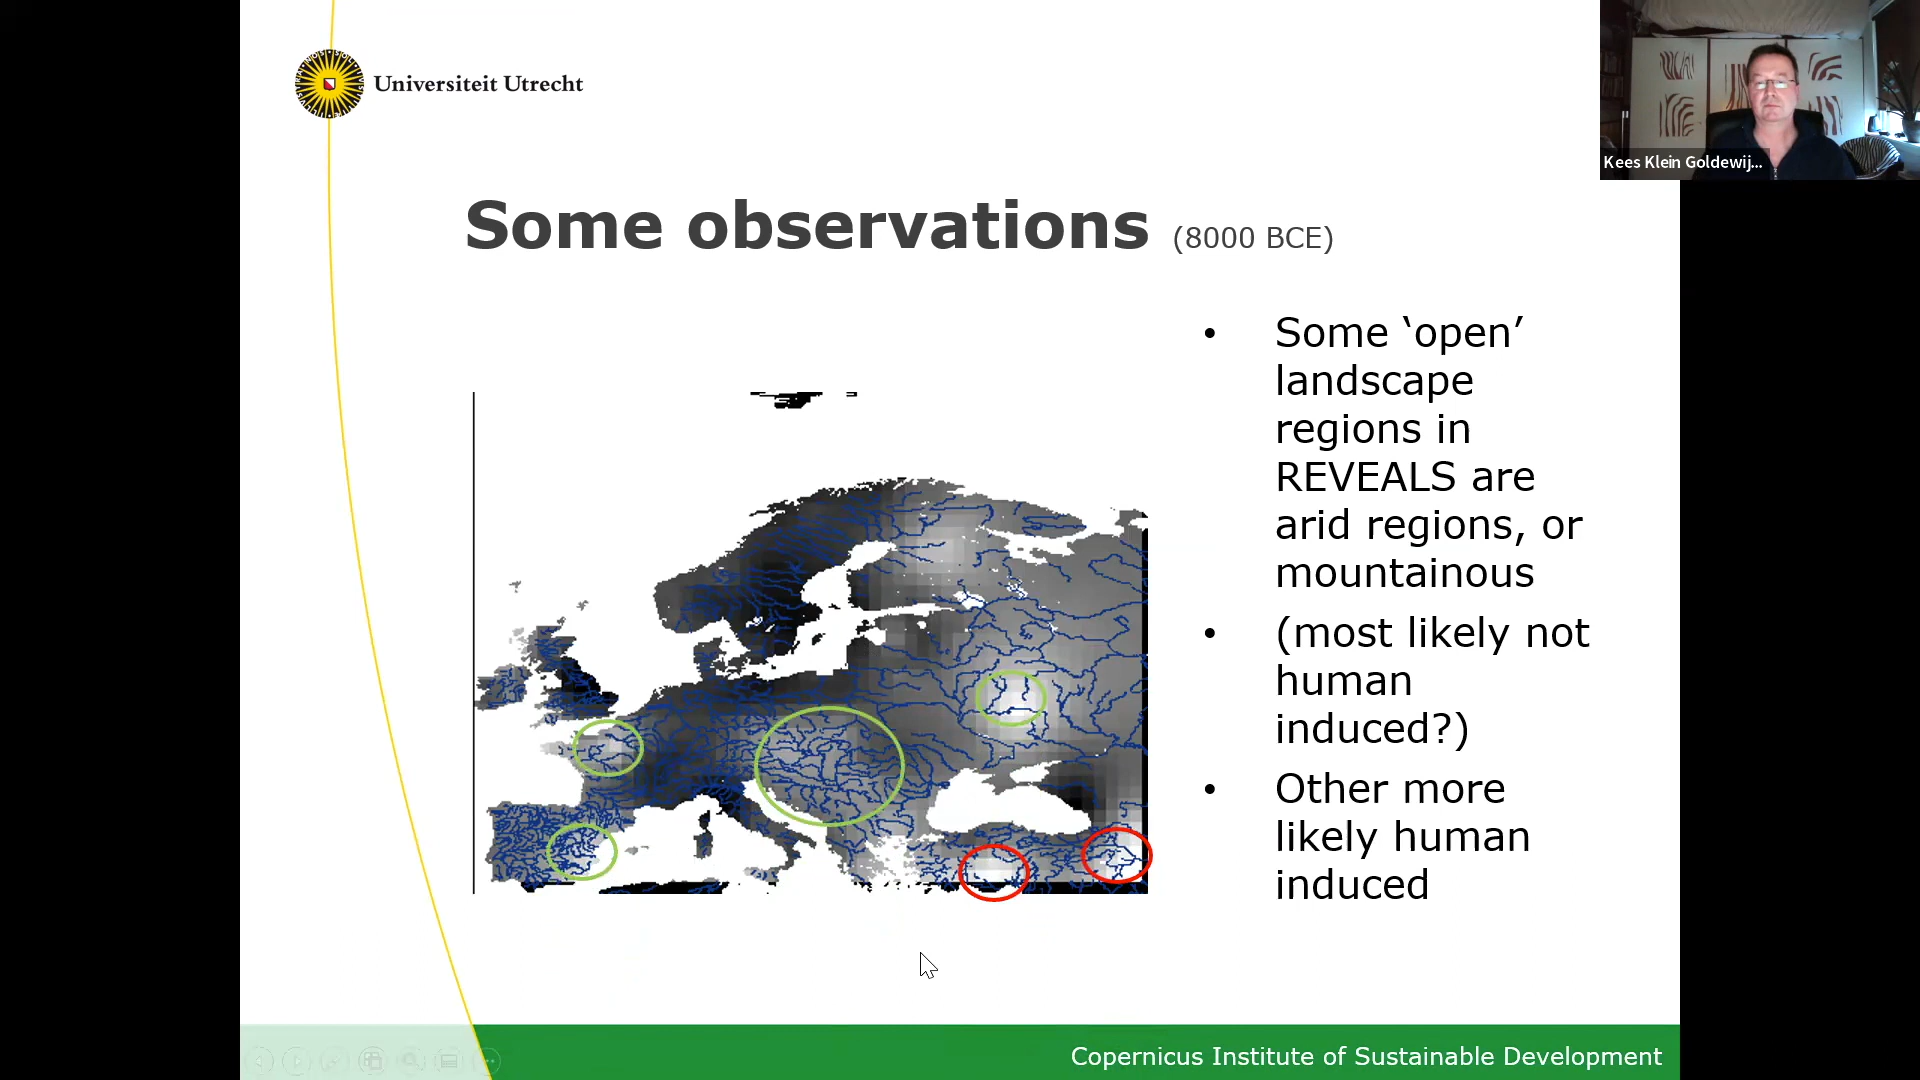 Universiteit Utrecht
Kees Klein Goldewij...
Some observations (8000 BCE)
• Some ‘open’
landscape
regions in
REVEALS are
arid regions, or
mountainous
• (most likely not
human
induced?)
• Other more
likely human
induced
Copernicus Institute of Sustainable Development